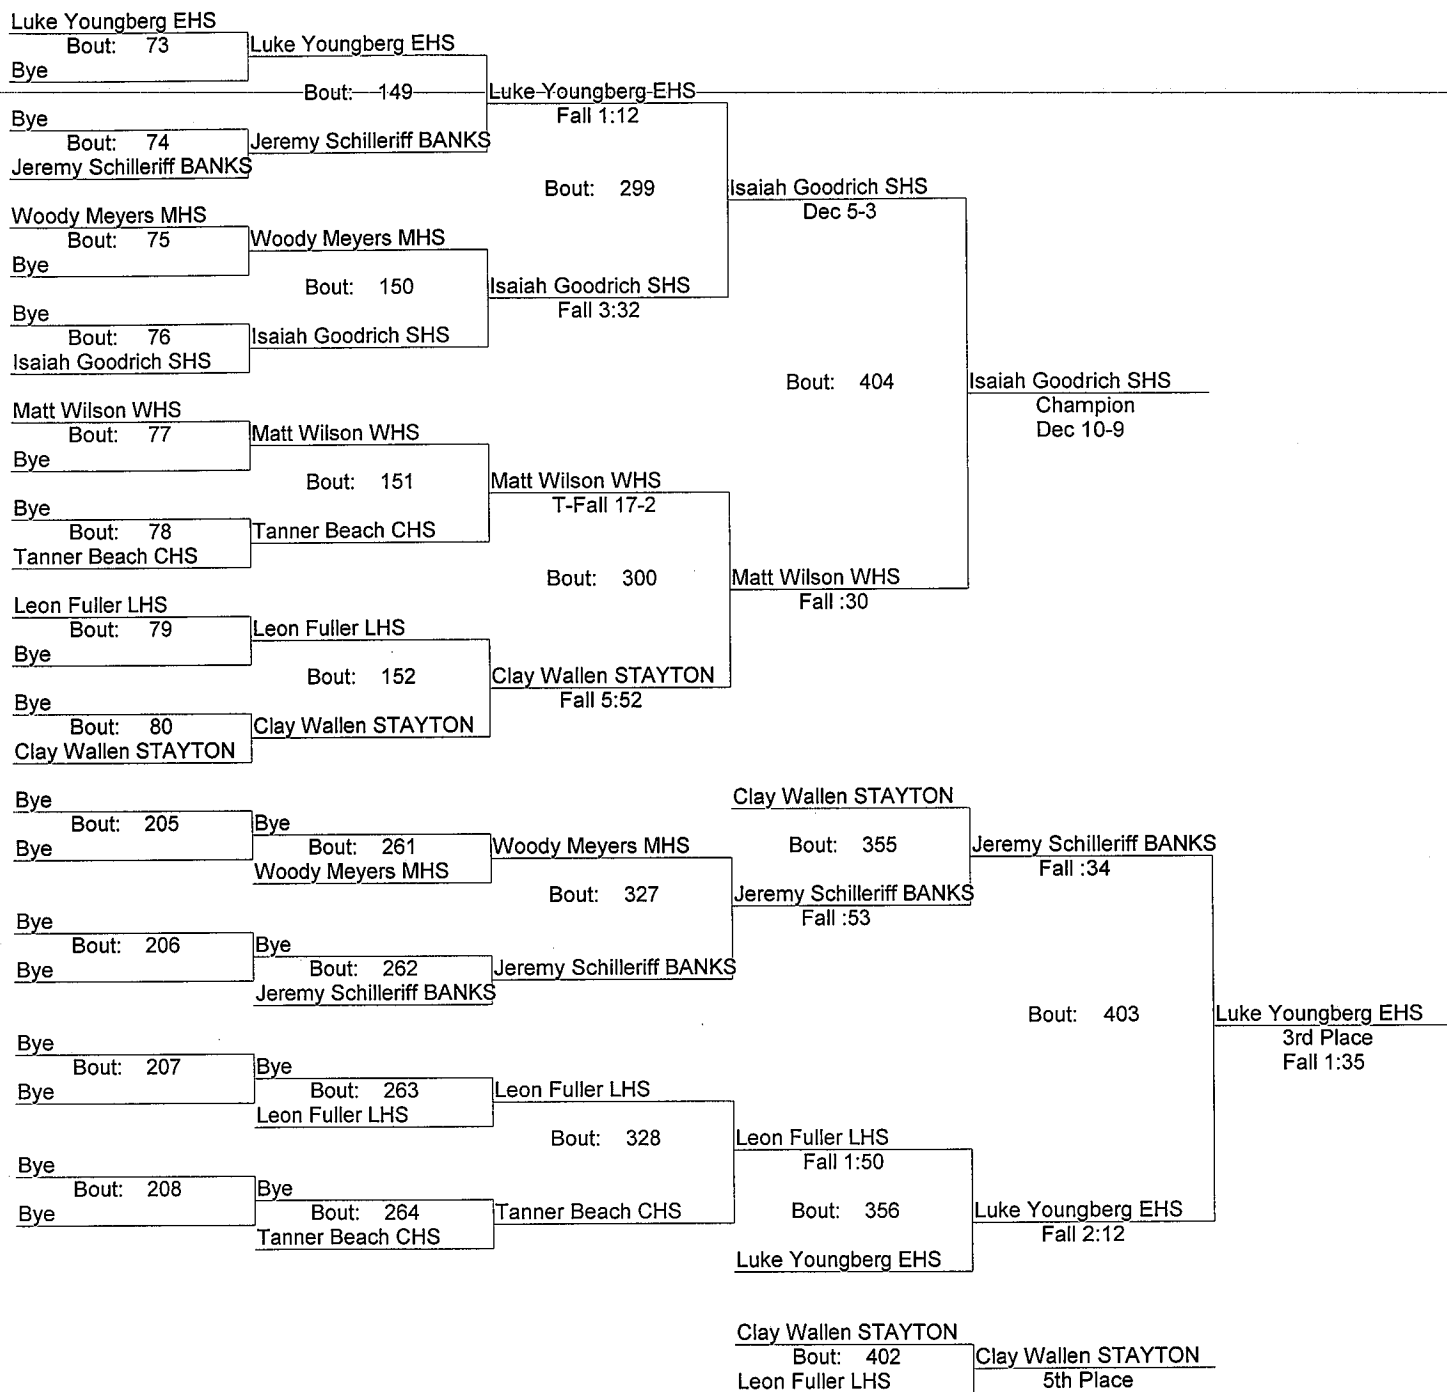 Luke Youngberg EHS
Bout: 73
Bye
Luke Youngberg EHS
Bout: 149
Bye
Bout: 74
Jeremy Schilleriff BANKS
Jeremy Schilleriff BANKS
Luke Youngberg EHS
Fall 1:12
Bout: 299
Woody Meyers MHS
Bout: 75
Bye
Woody Meyers MHS
Bout: 150
Bye
Bout: 76
Isaiah Goodrich SHS
Isaiah Goodrich SHS
Isaiah Goodrich SHS
Fall 3:32
Isaiah Goodrich SHS
Dec 5-3
Bout: 404
Isaiah Goodrich SHS
Champion
Dec 10-9
Matt Wilson WHS
Bout: 77
Bye
Matt Wilson WHS
Bout: 151
Bye
Bout: 78
Tanner Beach CHS
Tanner Beach CHS
Matt Wilson WHS
T-Fall 17-2
Bout: 300
Matt Wilson WHS
Fall :30
Leon Fuller LHS
Bout: 79
Bye
Leon Fuller LHS
Bout: 152
Bye
Bout: 80
Clay Wallen STAYTON
Clay Wallen STAYTON
Clay Wallen STAYTON
Fall 5:52
Bye
Bout: 205
Bye
Bye
Bout: 261
Woody Meyers MHS
Woody Meyers MHS
Bout: 327
Bye
Bout: 206
Bye
Bye
Bout: 262
Jeremy Schilleriff BANKS
Jeremy Schilleriff BANKS
Clay Wallen STAYTON
Bout: 355
Jeremy Schilleriff BANKS
Fall :53
Jeremy Schilleriff BANKS
Fall :34
Bout: 403
Luke Youngberg EHS
3rd Place
Fall 1:35
Bye
Bout: 207
Bye
Bye
Bout: 263
Leon Fuller LHS
Leon Fuller LHS
Bout: 328
Bye
Bout: 208
Bye
Bye
Bout: 264
Tanner Beach CHS
Tanner Beach CHS
Leon Fuller LHS
Fall 1:50
Bout: 356
Luke Youngberg EHS
Luke Youngberg EHS
Fall 2:12
Clay Wallen STAYTON
Bout: 402
Leon Fuller LHS
Clay Wallen STAYTON
5th Place